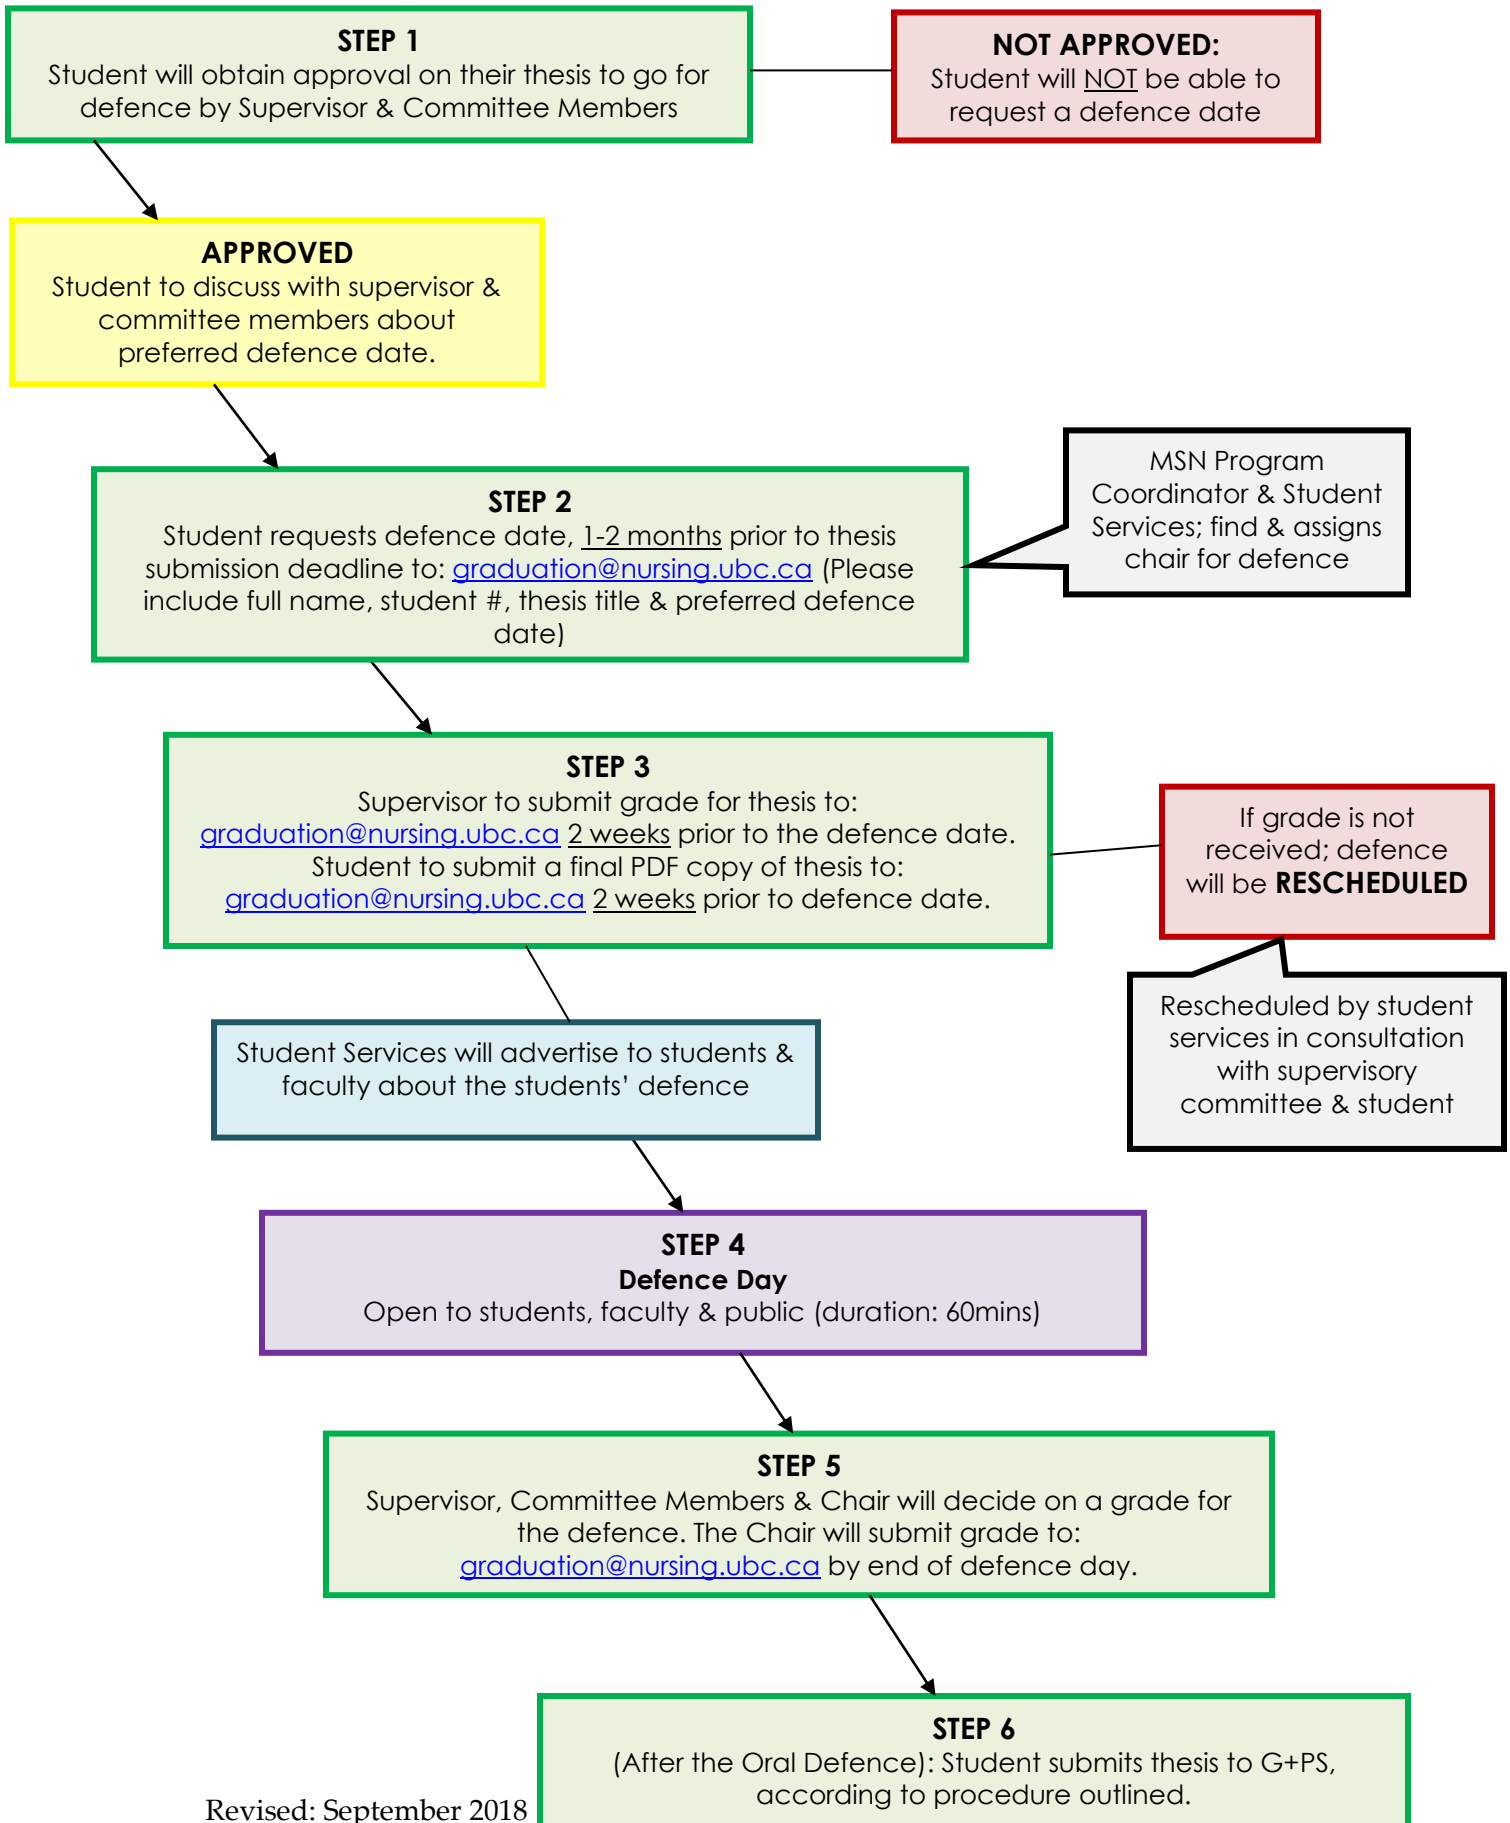 STEP 1
Student will obtain approval on their thesis to go for
defence by Supervisor & Committee Members
NOT APPROVED:
Student will NOT be able to
request a defence date
APPROVED
Student to discuss with supervisor &
committee members about
preferred defence date.
STEP 2
Student requests defence date, 1-2 months prior to thesis
submission deadline to: graduation@nursing.ubc.ca (Please
include full name, student #, thesis title & preferred defence
date)
MSN Program
Coordinator & Student
Services; find & assigns
chair for defence
STEP 3
Supervisor to submit grade for thesis to:
graduation@nursing.ubc.ca 2 weeks prior to the defence date.
Student to submit a final PDF copy of thesis to:
graduation@nursing.ubc.ca 2 weeks prior to defence date.
If grade is not
received; defence
will be RESCHEDULED
Rescheduled by student
services in consultation
with supervisory
committee & student
Student Services will advertise to students &
faculty about the students’ defence
STEP 4
Defence Day
Open to students, faculty & public (duration: 60mins)
STEP 5
Supervisor, Committee Members & Chair will decide on a grade for
the defence. The Chair will submit grade to:
graduation@nursing.ubc.ca by end of defence day.
STEP 6
(After the Oral Defence): Student submits thesis to G+PS,
according to procedure outlined.
Revised: September 2018